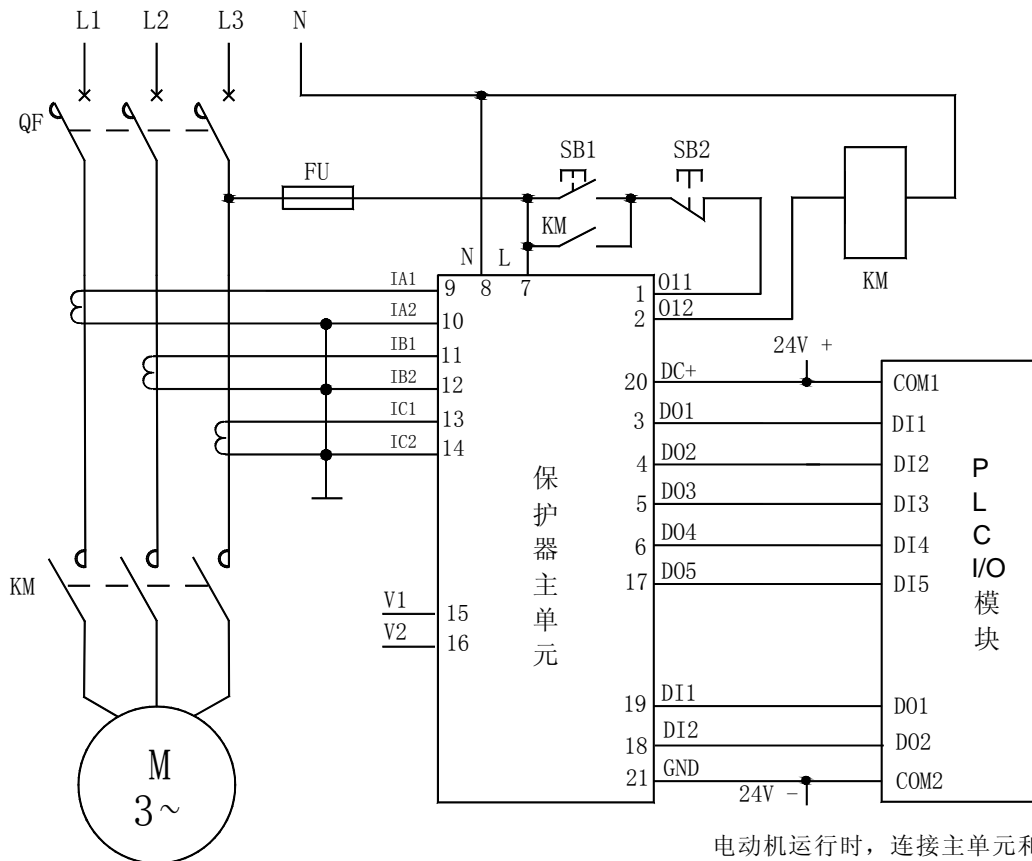 L1 L2 L3 N
QF
FU
SB1 SB2
KM
KM
N L
8 7
IA1 9
IA2 10
IB1 11
IB2 12
IC1 13
IC2 14
V1 15
V2 16
保护器主单元
1 O11
2 O12
24V +
20 DC+ COM1
3 DO1 DI1
4 DO2 DI2
5 DO3 DI3
6 DO4 DI4
17 DO5 DI5
PLC I/O 模块
19 DI1 DO1
18 DI2 DO2
21 GND COM2
24V -
KM
M
3~
电动机运行时，连接主单元和